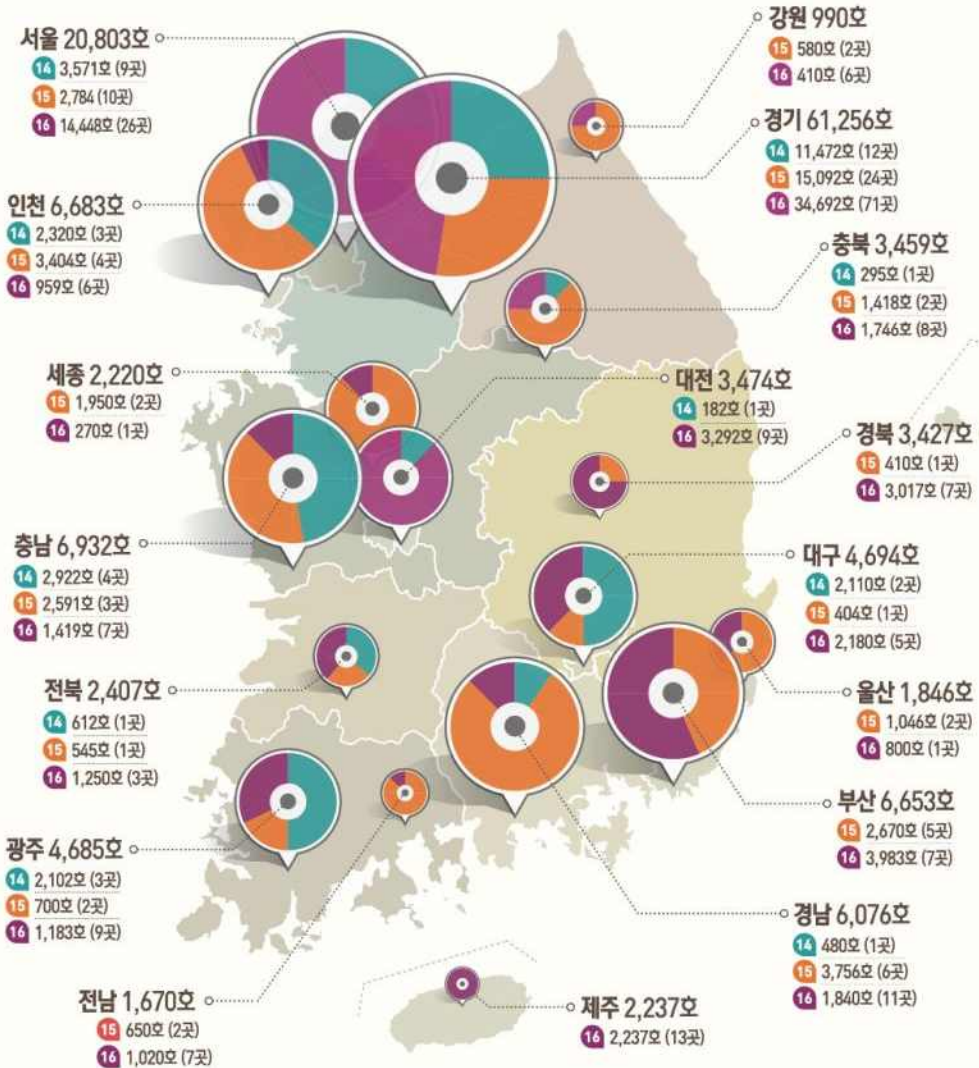 서울 20,803호
14 3,571호 (9곳)
15 2,784 (10곳)
16 14,448호 (26곳)
강원 990호
15 580호 (2곳)
16 410호 (6곳)
경기 61,256호
14 11,472호 (12곳)
15 15,092호 (24곳)
16 34,692호 (71곳)
인천 6,683호
14 2,320호 (3곳)
15 3,404호 (4곳)
16 959호 (6곳)
충북 3,459호
14 295호 (1곳)
15 1,418호 (2곳)
16 1,746호 (8곳)
세종 2,220호
15 1,950호 (2곳)
16 270호 (1곳)
대전 3,474호
14 182호 (1곳)
16 3,292호 (9곳)
경북 3,427호
15 410호 (1곳)
16 3,017호 (7곳)
충남 6,932호
14 2,922호 (4곳)
15 2,591호 (3곳)
16 1,419호 (7곳)
대구 4,694호
14 2,110호 (2곳)
15 404호 (1곳)
16 2,180호 (5곳)
전북 2,407호
14 612호 (1곳)
15 545호 (1곳)
16 1,250호 (3곳)
울산 1,846호
15 1,046호 (2곳)
16 800호 (1곳)
부산 6,653호
15 2,670호 (5곳)
16 3,983호 (7곳)
광주 4,685호
14 2,102호 (3곳)
15 700호 (2곳)
16 1,183호 (9곳)
경남 6,076호
14 480호 (1곳)
15 3,756호 (6곳)
16 1,840호 (11곳)
전남 1,670호
15 650호 (2곳)
16 1,020호 (7곳)
제주 2,237호
16 2,237호 (13곳)